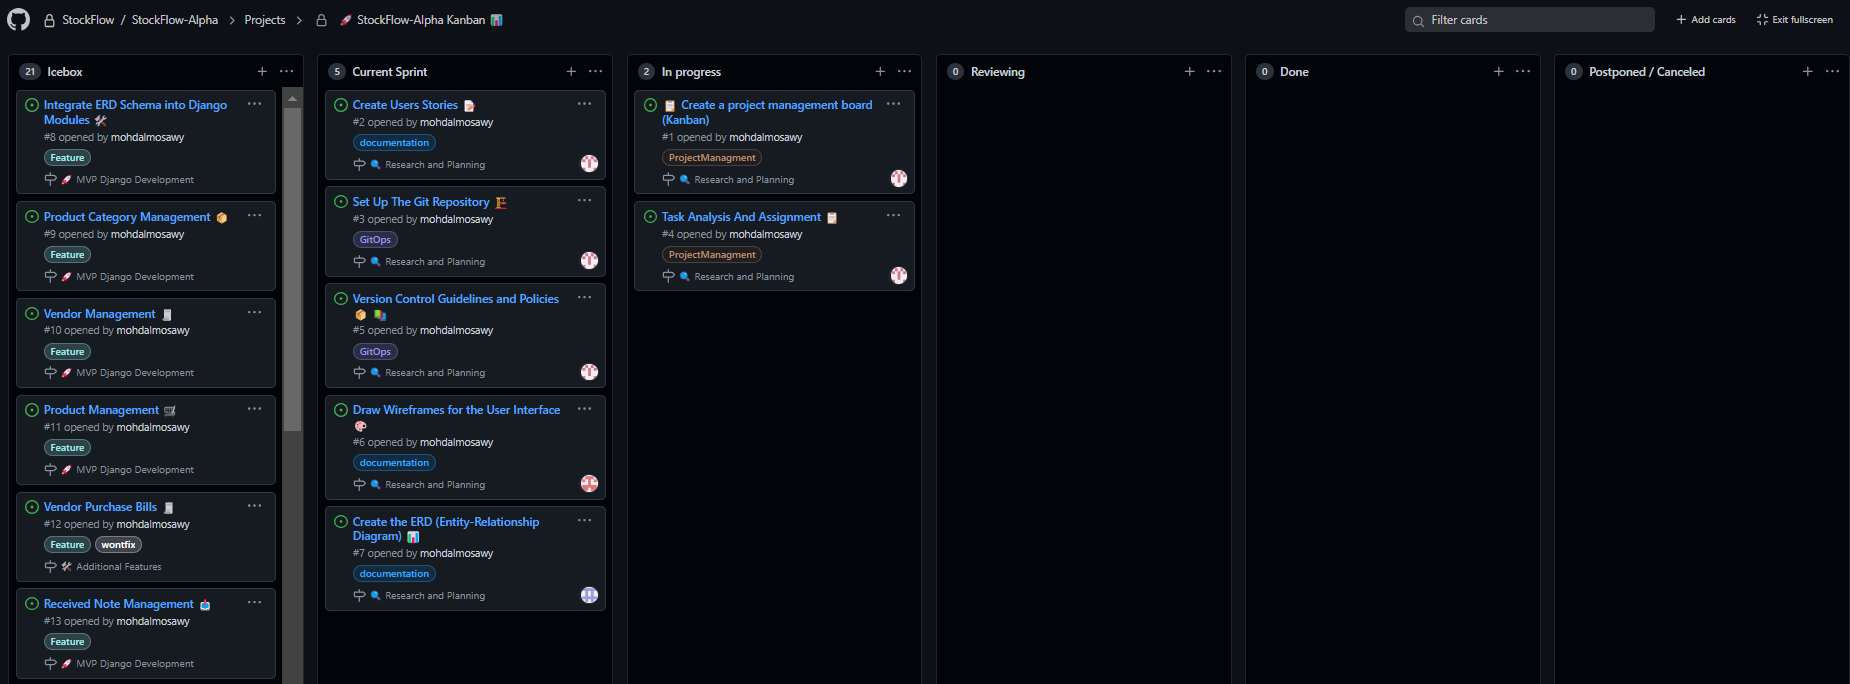 StockFlow / StockFlow-Alpha > Projects > 🚀 StockFlow-Alpha Kanban 📊
Filter cards
+ Add cards
Exit fullscreen
21 Icebox
Integrate ERD Schema into Django
Modules 🛠
#8 opened by mohdalmosawy
Feature
🚀 MVP Django Development
Product Category Management 📦
#9 opened by mohdalmosawy
Feature
🚀 MVP Django Development
Vendor Management 🧾
#10 opened by mohdalmosawy
Feature
🚀 MVP Django Development
Product Management 🛒
#11 opened by mohdalmosawy
Feature
🚀 MVP Django Development
Vendor Purchase Bills 🧾
#12 opened by mohdalmosawy
Feature wontfix
🛠 Additional Features
Received Note Management 📩
#13 opened by mohdalmosawy
Feature
🚀 MVP Django Development
5 Current Sprint
Create Users Stories 📝
#2 opened by mohdalmosawy
documentation
🔍 Research and Planning
Set Up The Git Repository 🏗
#3 opened by mohdalmosawy
GitOps
🔍 Research and Planning
Version Control Guidelines and Policies
📦 📚
#5 opened by mohdalmosawy
GitOps
🔍 Research and Planning
Draw Wireframes for the User Interface
🎨
#6 opened by mohdalmosawy
documentation
🔍 Research and Planning
Create the ERD (Entity-Relationship
Diagram) 📊
#7 opened by mohdalmosawy
documentation
🔍 Research and Planning
2 In progress
📋 Create a project management board
(Kanban)
#1 opened by mohdalmosawy
ProjectManagment
🔍 Research and Planning
Task Analysis And Assignment 📋
#4 opened by mohdalmosawy
ProjectManagment
🔍 Research and Planning
0 Reviewing
0 Done
0 Postponed / Canceled